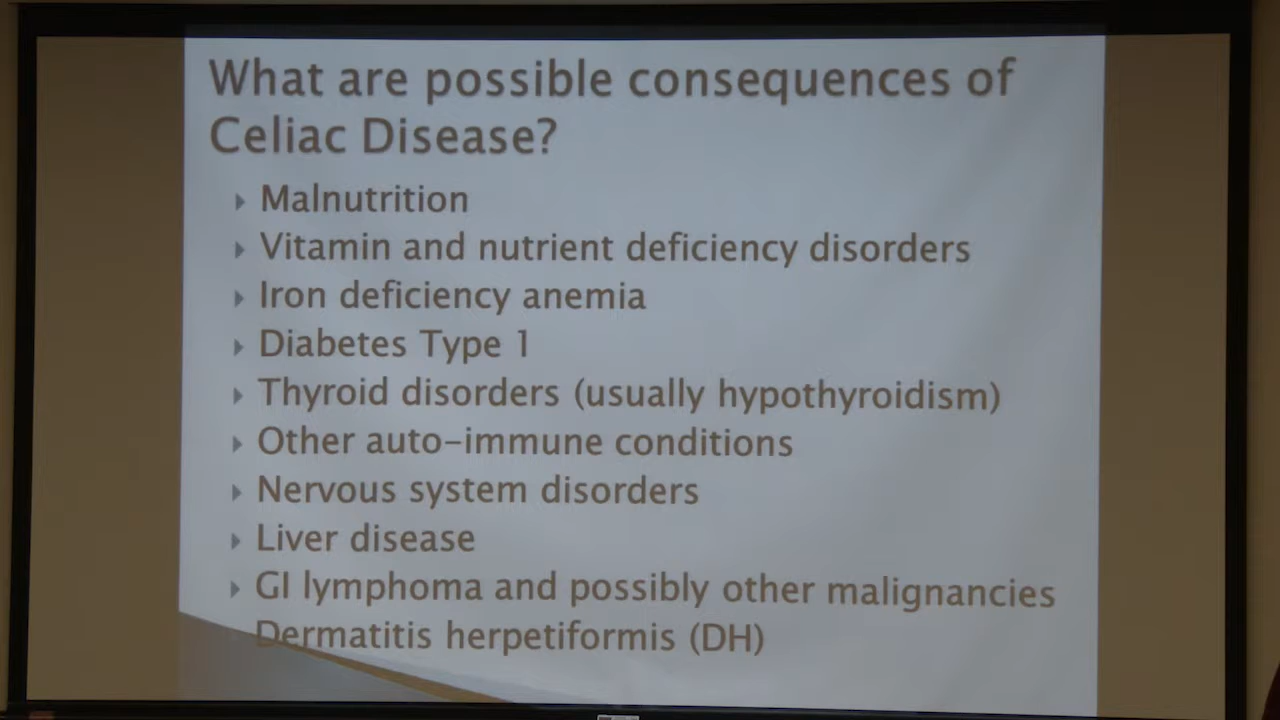 What are possible consequences of
Celiac Disease?
Malnutrition
Vitamin and nutrient deficiency disorders
Iron deficiency anemia
Diabetes Type 1
Thyroid disorders (usually hypothyroidism)
Other auto-immune conditions
Nervous system disorders
Liver disease
GI lymphoma and possibly other malignancies
Dermatitis herpetiformis (DH)